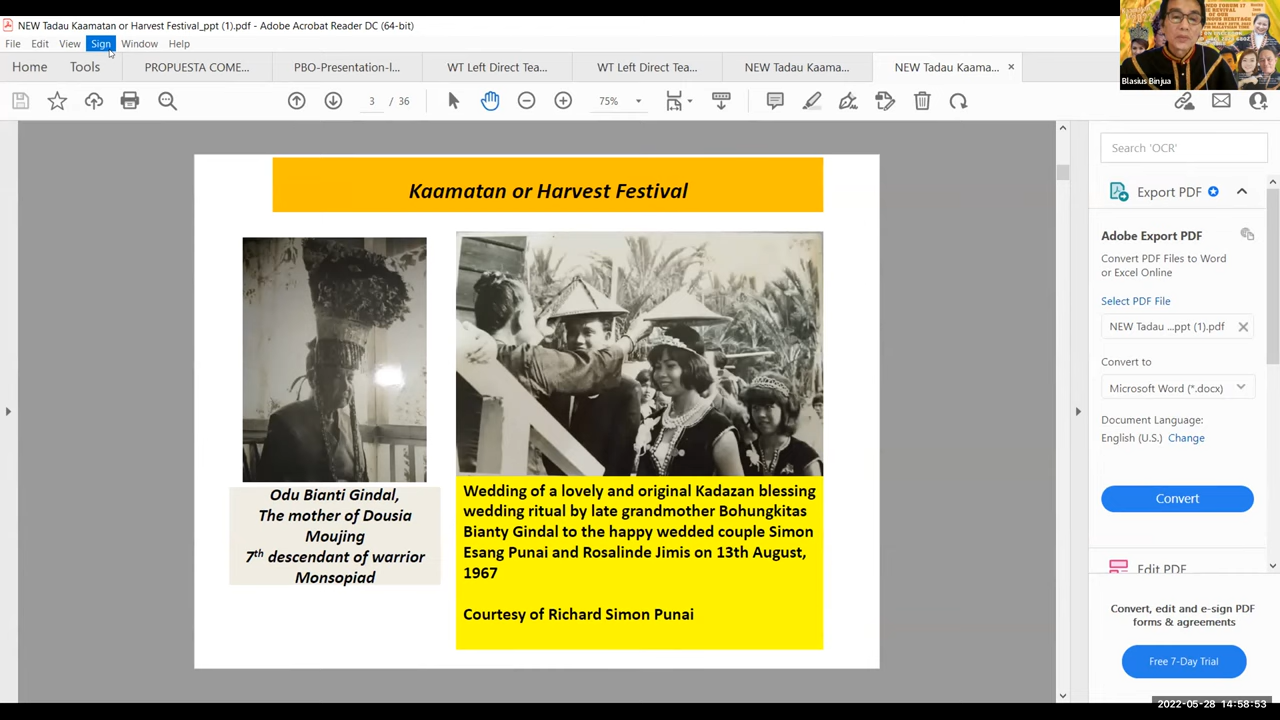 NEW Tadau Kaamatan or Harvest Festival_ppt (1).pdf - Adobe Acrobat Reader DC (64-bit)
File Edit View Sign Window Help
Home Tools PROPUESTA COME... PBO-Presentation-I... WT Left Direct Tea... WT Left Direct Tea... NEW Tadau Kaama... NEW Tadau Kaama... ×
3 / 36 75%
Blasius Binjua
Kaamatan or Harvest Festival
Odu Bianti Gindal,
The mother of Dousia
Moujing
7th descendant of warrior
Monsopiad
Wedding of a lovely and original Kadazan blessing
wedding ritual by late grandmother Bohungkitas
Bianty Gindal to the happy wedded couple Simon
Esang Punai and Rosalinde Jimis on 13th August,
1967
Courtesy of Richard Simon Punai
Search 'OCR'
Export PDF
Adobe Export PDF
Convert PDF Files to Word
or Excel Online
Select PDF File
NEW Tadau ...ppt (1).pdf
Convert to
Microsoft Word (*.docx)
Document Language:
English (U.S.) Change
Convert
Edit PDF
Convert, edit and e-sign PDF
forms & agreements
Free 7-Day Trial
2022-05-28 14:58:53